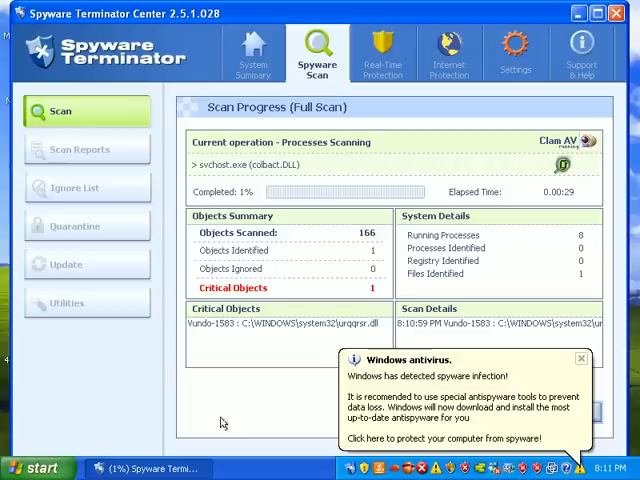 Spyware Terminator Center 2.5.1.028
Spyware
Terminator
System
Summary
Spyware
Scan
Real-Time
Protection
Internet
Protection
Settings
Support
& Help
Scan
Scan Reports
Ignore List
Quarantine
Update
Utilities
Scan Progress (Full Scan)
Current operation - Processes Scanning
Clam AV
running
> svchost.exe (colbact.DLL)
Completed: 1%
Elapsed Time: 0.00:29
Objects Summary
Objects Scanned: 166
Objects Identified 1
Objects Ignored 0
Critical Objects 1
System Details
Running Processes 8
Processes Identified 0
Registry Identified 0
Files Identified 1
Critical Objects
Vundo-1583 : C:\WINDOWS\system32\urqqrsr.dll
Scan Details
8:10:59 PM Vundo-1583 : C:\WINDOWS\system32\ur
Windows antivirus.
Windows has detected spyware infection!
It is recomended to use special antispyware tools to prevent
data loss. Windows will now download and install the most
up-to-date antispyware for you
Click here to protect your computer from spyware!
start
(1%) Spyware Termi...
8:11 PM